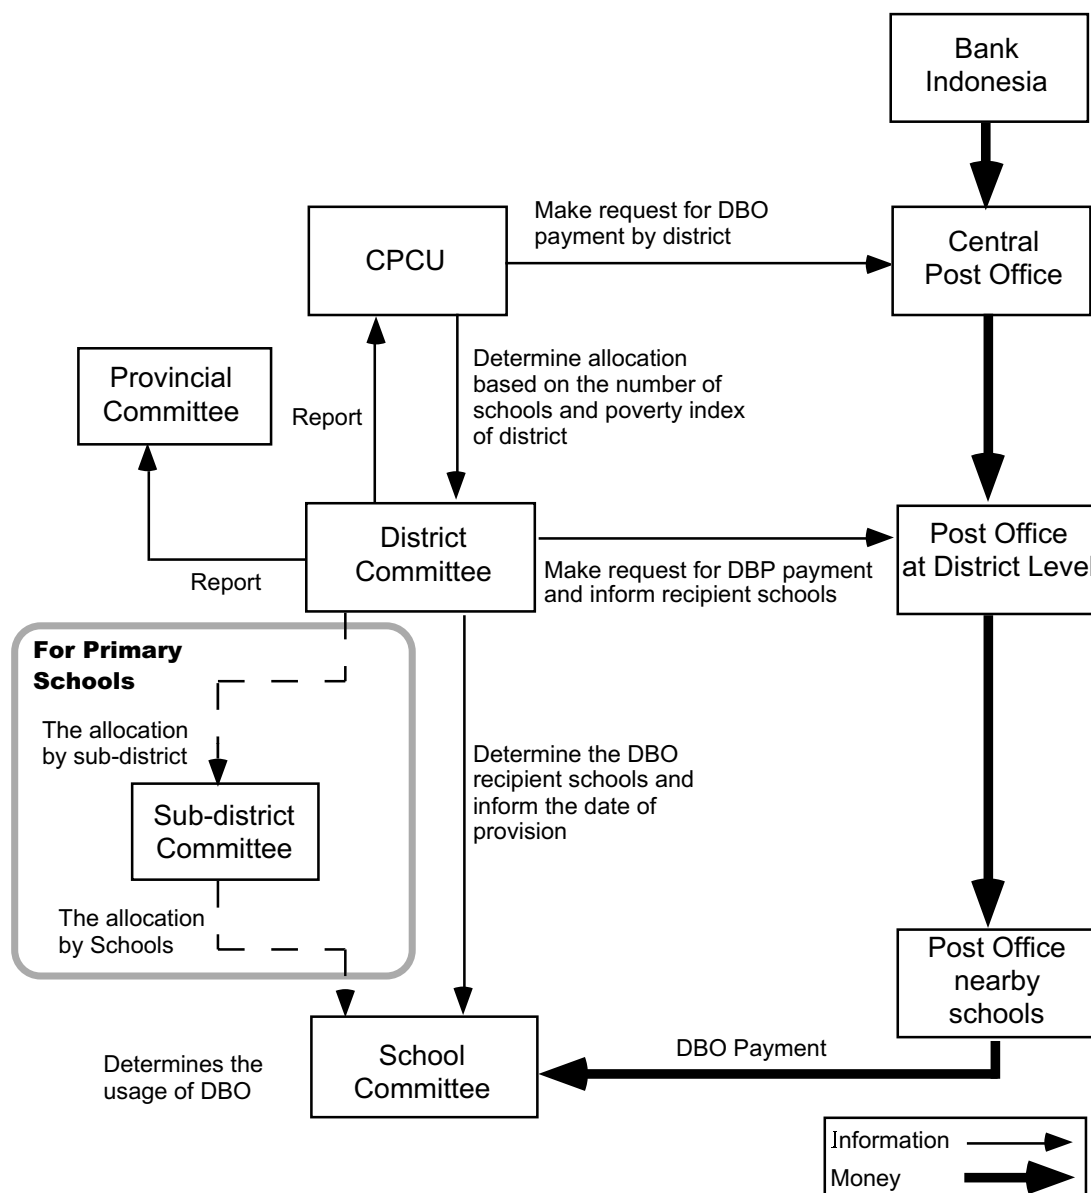 Bank
Indonesia
Make request for DBO
payment by district
CPCU
Central
Post Office
Provincial
Committee
Report
Determine allocation
based on the number of
schools and poverty index
of district
District
Committee
Report
Make request for DBP payment
and inform recipient schools
Post Office
at District Level
For Primary
Schools
The allocation
by sub-district
Sub-district
Committee
The allocation
by Schools
Determine the DBO
recipient schools and
inform the date of
provision
Post Office
nearby
schools
Determines the
usage of DBO
School
Committee
DBO Payment
Information
Money